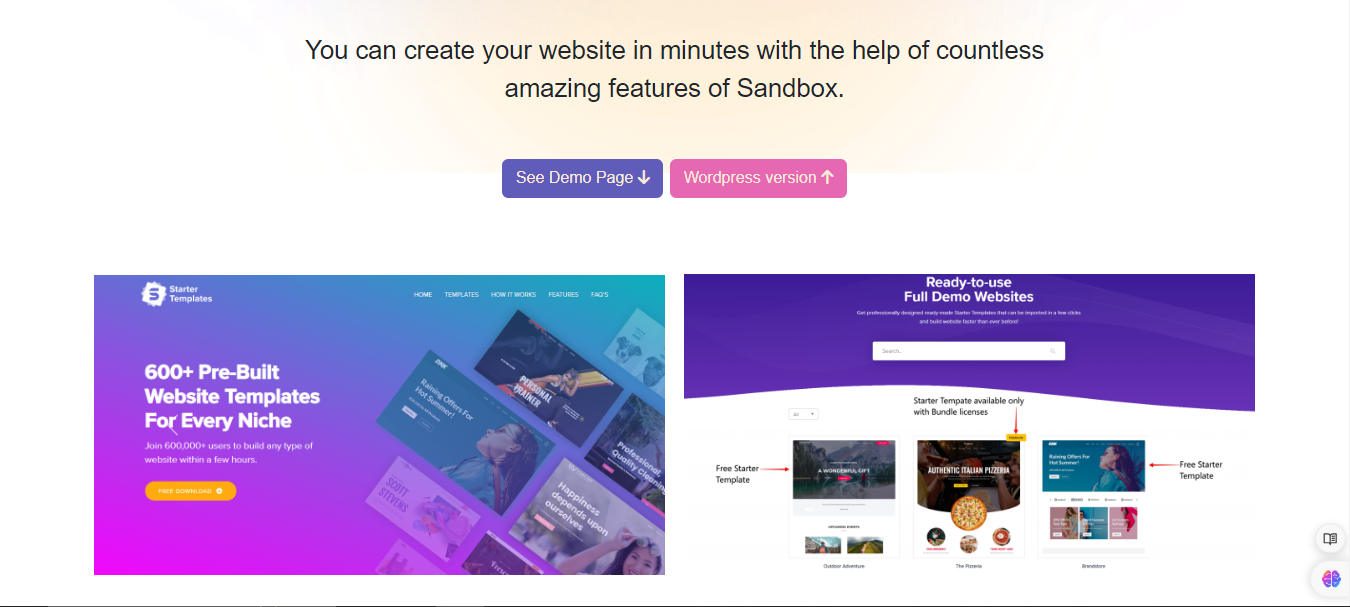 You can create your website in minutes with the help of countless
amazing features of Sandbox.
See Demo Page
Wordpress version
Starter
Templates
HOME TEMPLATES HOW IT WORKS FEATURES FAQ'S
600+ Pre-Built
Website Templates
For Every Niche
Join 600,000+ users to build any type of
website within a few hours.
FREE DOWNLOAD
Raining Offers For
Hot Summer!
PERSONAL
TRAINER
Professional,
Quality Cleaning
SCOTT
STEVENS
Happiness
depends upon
ourselves
Ready-to-use
Full Demo Websites
Get professionally designed ready-made Starter Templates that can be imported in a few clicks
and build website faster than ever before!
Search...
Starter Tempate available only
with Bundle licenses
All
Free Starter
Template
A WONDERFUL GIFT
UPCOMING EVENTS
Outdoor Adventure
AUTHENTIC ITALIAN PIZZERIA
The Pizzeria
Raining Offers For
Hot Summer!
Brandstore
Free Starter
Template